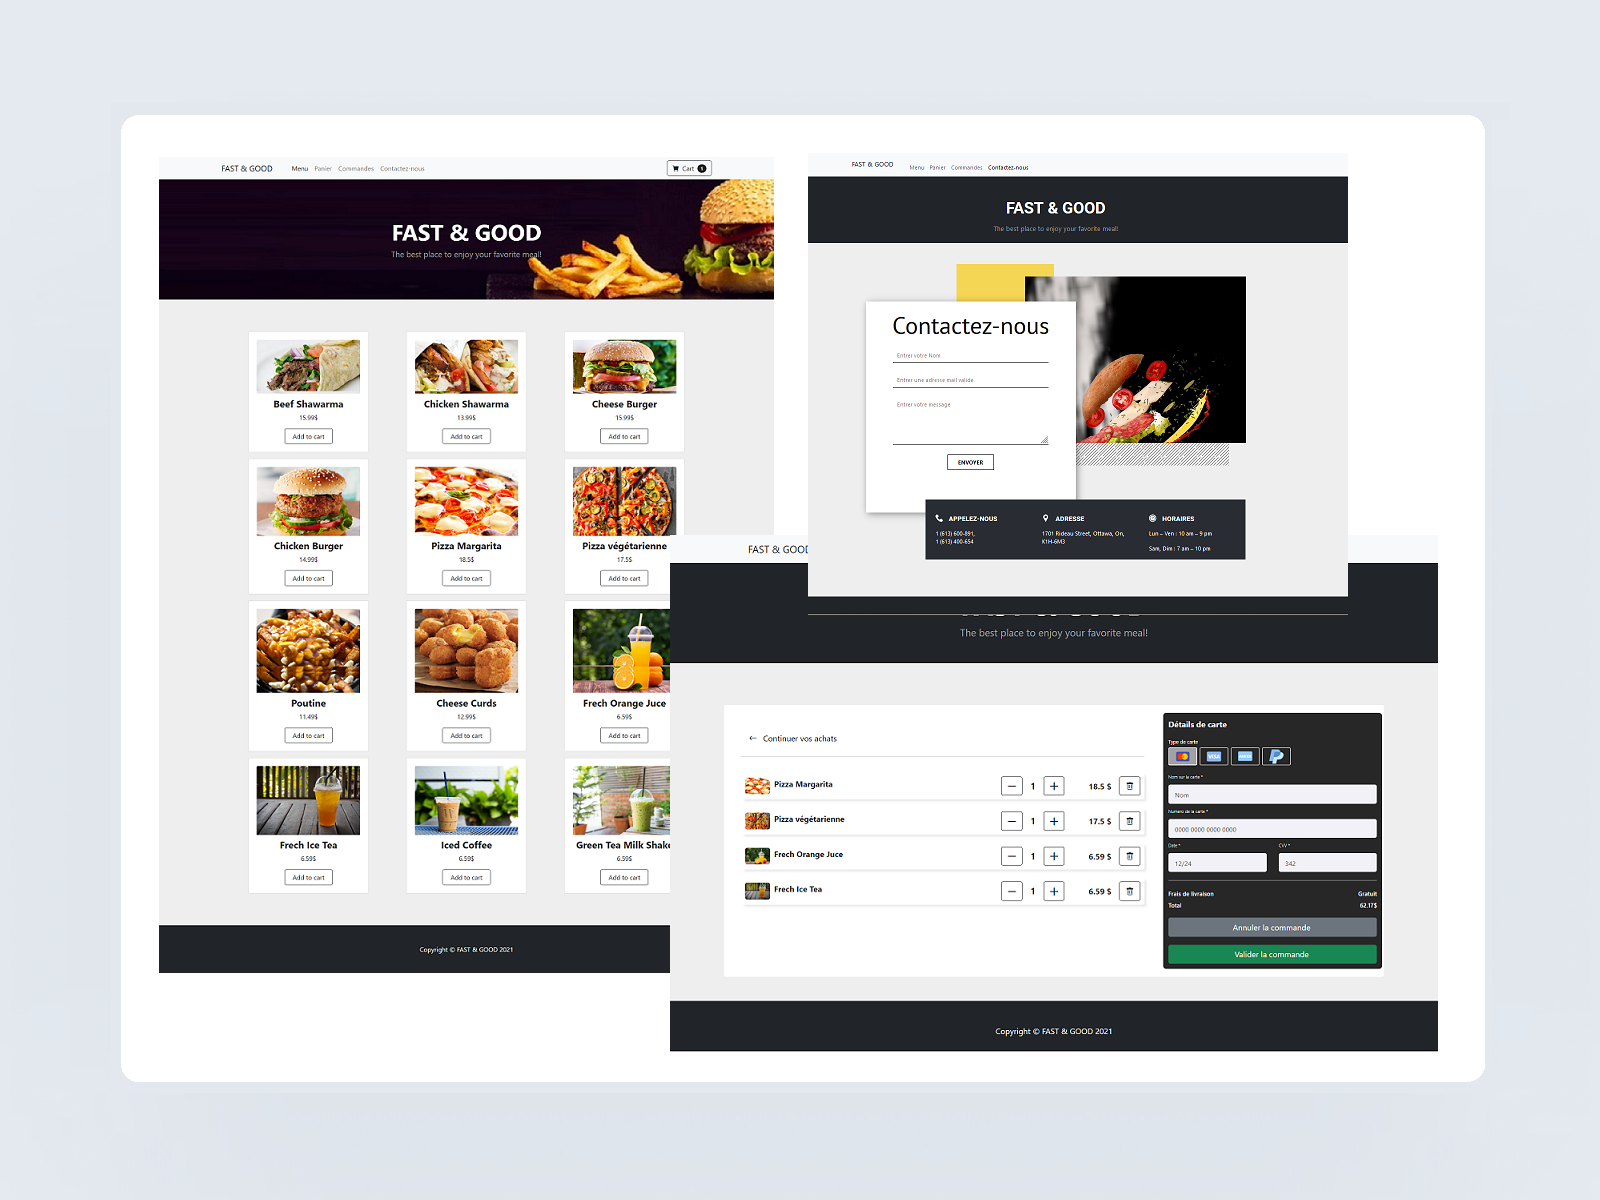 FAST & GOOD
Menu Panier Commandes Contactez-nous
Cart
FAST & GOOD
The best place to enjoy your favorite meal!
Beef Shawarma
15.99$
Add to cart
Chicken Shawarma
13.99$
Add to cart
Cheese Burger
15.99$
Add to cart
Chicken Burger
14.99$
Add to cart
Pizza Margarita
18.5$
Add to cart
Pizza végétarienne
17.5$
Add to cart
Poutine
11.49$
Add to cart
Cheese Curds
12.99$
Add to cart
Frech Orange Juce
6.59$
Add to cart
Frech Ice Tea
6.59$
Add to cart
Iced Coffee
6.59$
Add to cart
Green Tea Milk Shake
6.59$
Add to cart
Copyright © FAST & GOOD 2021
FAST & GOOD
Menu Panier Commandes Contactez-nous
FAST & GOOD
The best place to enjoy your favorite meal!
Contactez-nous
Entrer votre Nom
Entrer une adresse mail valide
Entrer votre message
ENVOYER
APPELEZ-NOUS
1 (613) 600-891,
1 (613) 400-654
ADRESSE
1701 Rideau Street, Ottawa, On,
K1H-6M3
HORAIRES
Lun – Ven : 10 am – 9 pm
Sam, Dim : 7 am – 10 pm
FAST & GOOD
The best place to enjoy your favorite meal!
← Continuer vos achats
Pizza Margarita — 1 + 18.5 $
Pizza végétarienne — 1 + 17.5 $
Frech Orange Juce — 1 + 6.59 $
Frech Ice Tea — 1 + 6.59 $
Détails de carte
Type de carte
VISA
Nom sur la carte *
Nom
Numero de la carte *
0000 0000 0000 0000
Date * CVV *
12/24 342
Frais de livraison Gratuit
Total 62.17$
Annuler la commande
Valider la commande
Copyright © FAST & GOOD 2021